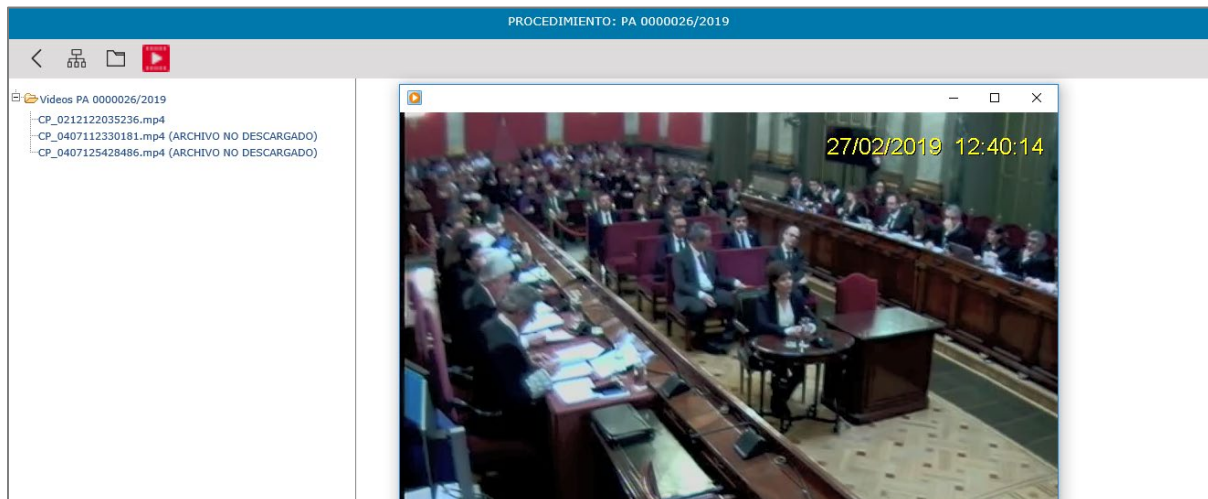 PROCEDIMIENTO: PA 0000026/2019
Videos PA 0000026/2019
CP_0212122035236.mp4
CP_0407112330181.mp4 (ARCHIVO NO DESCARGADO)
CP_0407125428486.mp4 (ARCHIVO NO DESCARGADO)
27/02/2019 12:40:14